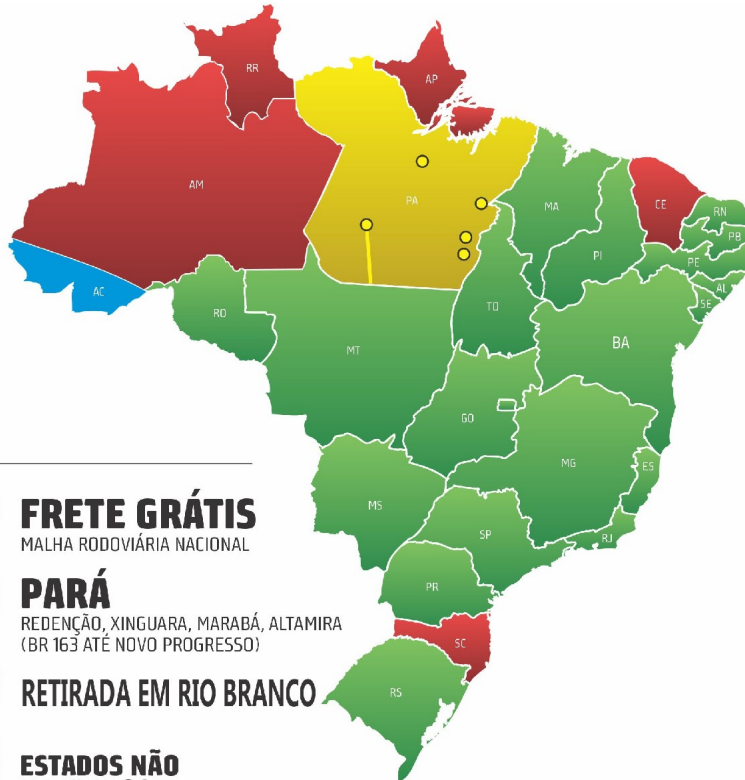 RR
AP
AM
PA
MA
CE
RN
PB
PI
PE
AL
SE
AC
RO
TO
MT
BA
GO
MG
ES
MS
SP
RJ
PR
SC
RS
FRETE GRÁTIS
MALHA RODOVIÁRIA NACIONAL
PARÁ
REDENÇÃO, XINGUARA, MARABÁ, ALTAMIRA
(BR 163 ATÉ NOVO PROGRESSO)
RETIRADA EM RIO BRANCO
ESTADOS NÃO